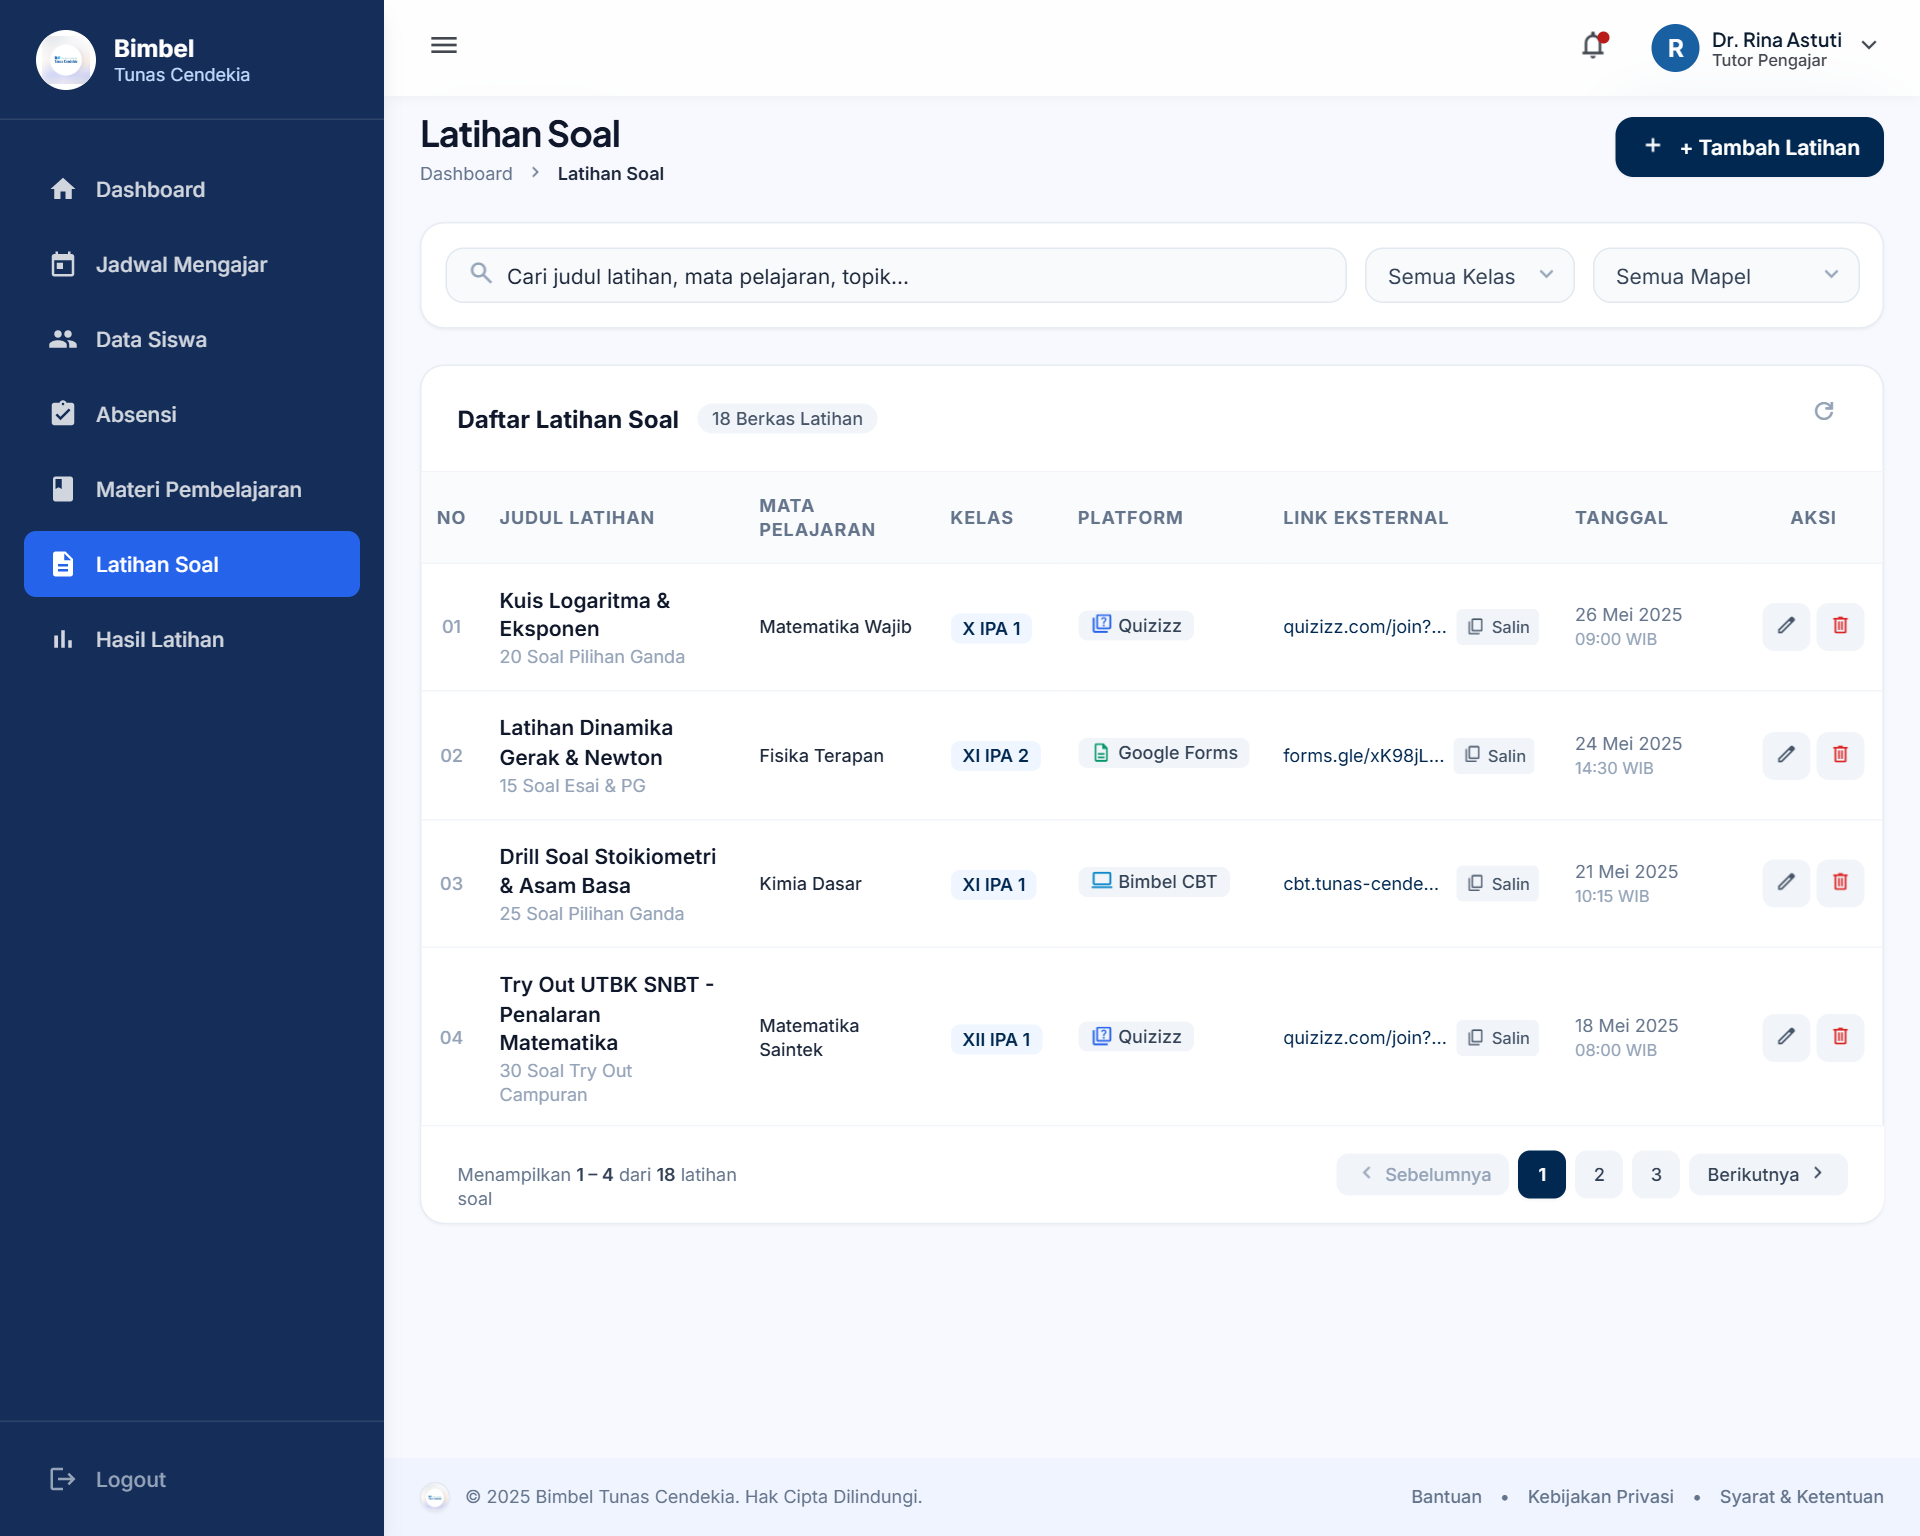 Bimbel
Tunas Cendekia
Dashboard
Jadwal Mengajar
Data Siswa
Absensi
Materi Pembelajaran
Latihan Soal
Hasil Latihan
Logout
R
Dr. Rina Astuti
Tutor Pengajar
Latihan Soal
Dashboard > Latihan Soal
+ + Tambah Latihan
Cari judul latihan, mata pelajaran, topik...
Semua Kelas
Semua Mapel
Daftar Latihan Soal
18 Berkas Latihan
NO
JUDUL LATIHAN
MATA
PELAJARAN
KELAS
PLATFORM
LINK EKSTERNAL
TANGGAL
AKSI
01
Kuis Logaritma &
Eksponen
20 Soal Pilihan Ganda
Matematika Wajib
X IPA 1
Quizizz
quizizz.com/join?...
Salin
26 Mei 2025
09:00 WIB
02
Latihan Dinamika
Gerak & Newton
15 Soal Esai & PG
Fisika Terapan
XI IPA 2
Google Forms
forms.gle/xK98jL...
Salin
24 Mei 2025
14:30 WIB
03
Drill Soal Stoikiometri
& Asam Basa
25 Soal Pilihan Ganda
Kimia Dasar
XI IPA 1
Bimbel CBT
cbt.tunas-cende...
Salin
21 Mei 2025
10:15 WIB
04
Try Out UTBK SNBT -
Penalaran
Matematika
30 Soal Try Out
Campuran
Matematika
Saintek
XII IPA 1
Quizizz
quizizz.com/join?...
Salin
18 Mei 2025
08:00 WIB
Menampilkan 1 – 4 dari 18 latihan
soal
Sebelumnya
1
2
3
Berikutnya
© 2025 Bimbel Tunas Cendekia. Hak Cipta Dilindungi.
Bantuan • Kebijakan Privasi • Syarat & Ketentuan